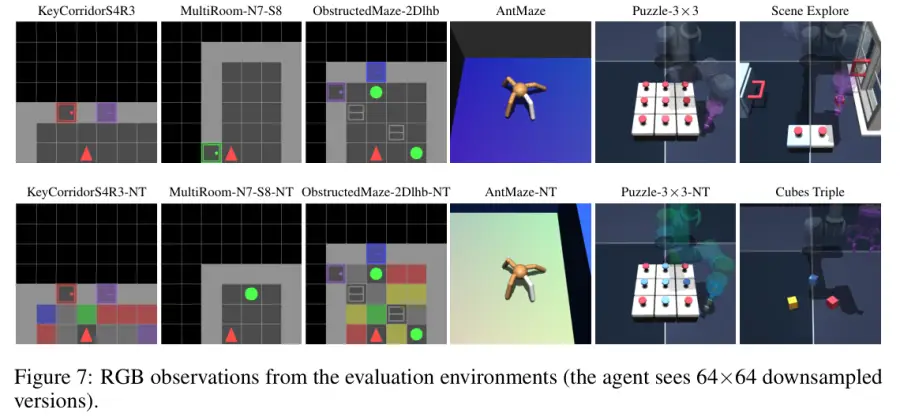 KeyCorridorS4R3 MultiRoom-N7-S8 ObstructedMaze-2Dlhb AntMaze Puzzle-3×3 Scene Explore
KeyCorridorS4R3-NT MultiRoom-N7-S8-NT ObstructedMaze-2Dlhb-NT AntMaze-NT Puzzle-3×3-NT Cubes Triple
Figure 7: RGB observations from the evaluation environments (the agent sees 64×64 downsampled
versions).